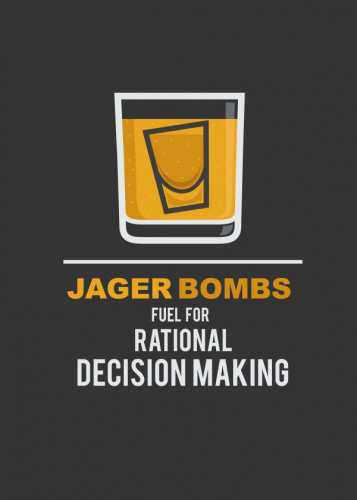 JAGER BOMBS
FUEL FOR
RATIONAL
DECISION MAKING